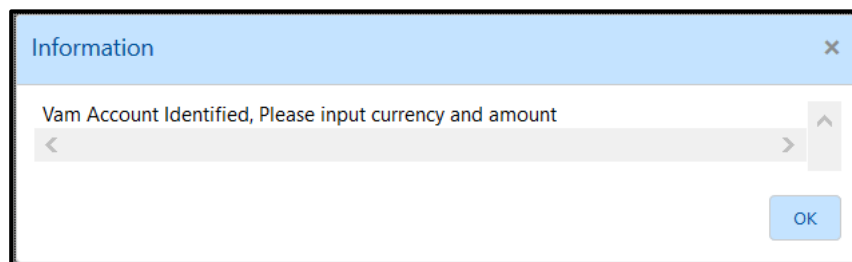 Information
Vam Account Identified, Please input currency and amount
OK